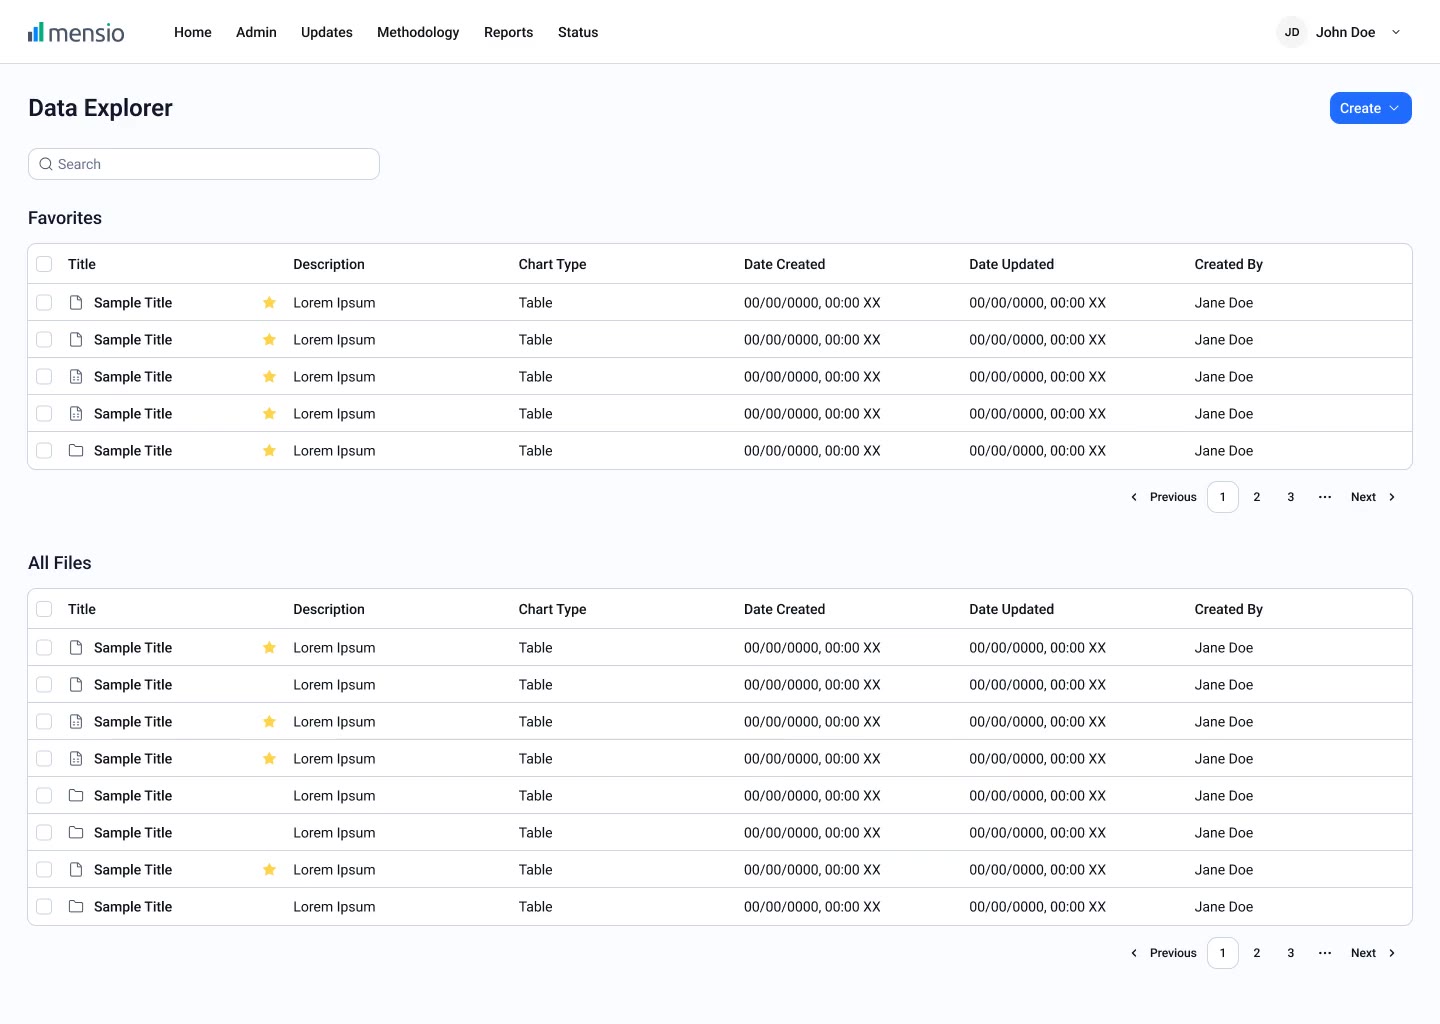 mensio Home Admin Updates Methodology Reports Status JD John Doe
Data Explorer Create
Search
Favorites
Title Description Chart Type Date Created Date Updated Created By
Sample Title Lorem Ipsum Table 00/00/0000, 00:00 XX 00/00/0000, 00:00 XX Jane Doe
Sample Title Lorem Ipsum Table 00/00/0000, 00:00 XX 00/00/0000, 00:00 XX Jane Doe
Sample Title Lorem Ipsum Table 00/00/0000, 00:00 XX 00/00/0000, 00:00 XX Jane Doe
Sample Title Lorem Ipsum Table 00/00/0000, 00:00 XX 00/00/0000, 00:00 XX Jane Doe
Sample Title Lorem Ipsum Table 00/00/0000, 00:00 XX 00/00/0000, 00:00 XX Jane Doe
Previous 1 2 3 ··· Next
All Files
Title Description Chart Type Date Created Date Updated Created By
Sample Title Lorem Ipsum Table 00/00/0000, 00:00 XX 00/00/0000, 00:00 XX Jane Doe
Sample Title Lorem Ipsum Table 00/00/0000, 00:00 XX 00/00/0000, 00:00 XX Jane Doe
Sample Title Lorem Ipsum Table 00/00/0000, 00:00 XX 00/00/0000, 00:00 XX Jane Doe
Sample Title Lorem Ipsum Table 00/00/0000, 00:00 XX 00/00/0000, 00:00 XX Jane Doe
Sample Title Lorem Ipsum Table 00/00/0000, 00:00 XX 00/00/0000, 00:00 XX Jane Doe
Sample Title Lorem Ipsum Table 00/00/0000, 00:00 XX 00/00/0000, 00:00 XX Jane Doe
Sample Title Lorem Ipsum Table 00/00/0000, 00:00 XX 00/00/0000, 00:00 XX Jane Doe
Sample Title Lorem Ipsum Table 00/00/0000, 00:00 XX 00/00/0000, 00:00 XX Jane Doe
Previous 1 2 3 ··· Next